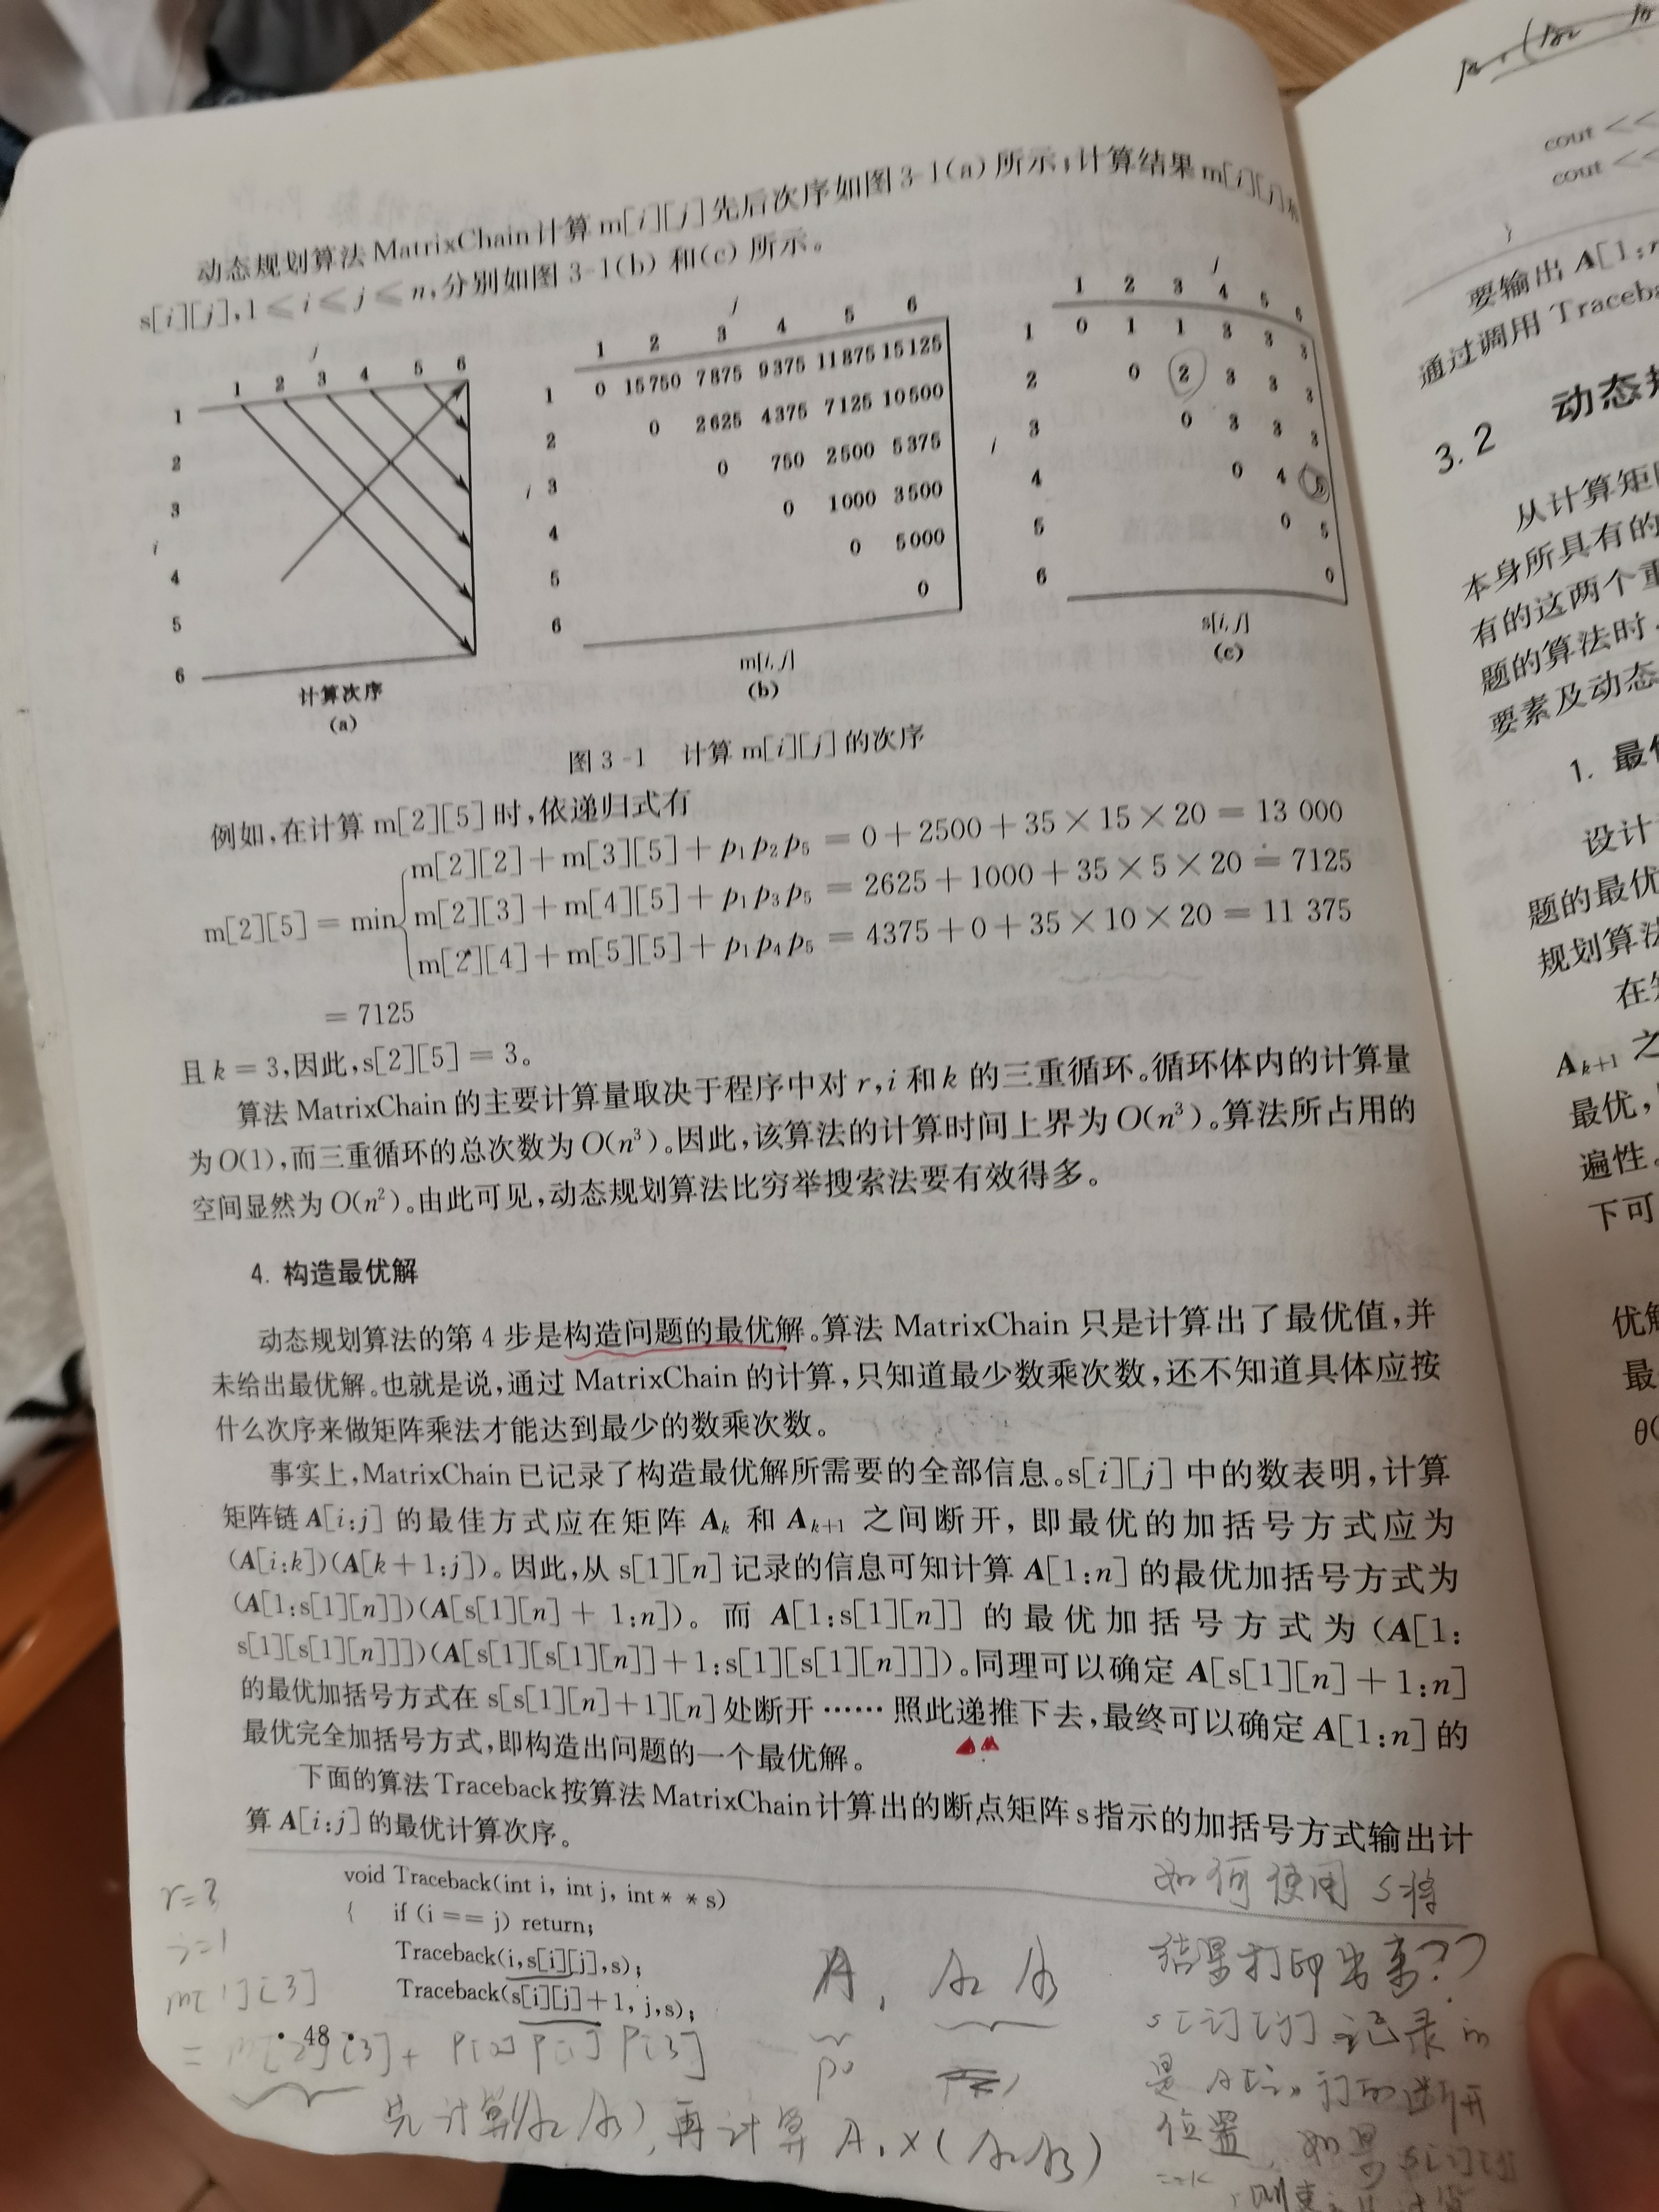 动态规划算法 MatrixChain 计算 m[i][j] 先后次序如图 3-1(a) 所示;计算结果 m[i][j]和
s[i][j],1≤i≤j≤n,分别如图 3-1(b) 和(c) 所示。
j
1 2 3 4 5 6
1
2
3
i
4
5
6
计算次序
(a)
j
1 2 3 4 5 6
1 0 15750 7875 9375 11875 15125
2 0 2625 4375 7125 10500
i 3 0 750 2500 5375
4 0 1000 3500
5 0 5000
6 0
m[i,j]
(b)
j
1 2 3 4 5 6
1 0 1 1 3 3 3
2 0 2 3 3 3
i 3 0 3 3 3
4 0 4 5
5 0 5
6 0
s[i,j]
(c)
图 3-1 计算 m[i][j] 的次序
例如,在计算 m[2][5] 时,依递归式有
m[2][2]+m[3][5]+p₁p₂p₅ = 0+2500+35×15×20 = 13 000
m[2][5] = min{ m[2][3]+m[4][5]+p₁p₃p₅ = 2625+1000+35×5×20 = 7125
m[2][4]+m[5][5]+p₁p₄p₅ = 4375+0+35×10×20 = 11 375
= 7125
且 k = 3,因此,s[2][5] = 3。
算法 MatrixChain 的主要计算量取决于程序中对 r,i 和 k 的三重循环。循环体内的计算量
为 O(1),而三重循环的总次数为 O(n³)。因此,该算法的计算时间上界为 O(n³)。算法所占用的
空间显然为 O(n²)。由此可见,动态规划算法比穷举搜索法要有效得多。
4. 构造最优解
动态规划算法的第 4 步是构造问题的最优解。算法 MatrixChain 只是计算出了最优值,并
未给出最优解。也就是说,通过 MatrixChain 的计算,只知道最少数乘次数,还不知道具体应按
什么次序来做矩阵乘法才能达到最少的数乘次数。
事实上,MatrixChain 已记录了构造最优解所需要的全部信息。s[i][j] 中的数表明,计算
矩阵链 A[i:j] 的最佳方式应在矩阵 Aₖ 和 Aₖ₊₁ 之间断开,即最优的加括号方式应为
(A[i:k])(A[k+1:j])。因此,从 s[1][n] 记录的信息可知计算 A[1:n] 的最优加括号方式为
(A[1:s[1][n]])(A[s[1][n]+1:n])。而 A[1:s[1][n]] 的最优加括号方式为 (A[1:
s[1][s[1][n]]])(A[s[1][s[1][n]]+1:s[1][s[1][n]]])。同理可以确定 A[s[1][n]+1:n]
的最优加括号方式在 s[s[1][n]+1][n] 处断开……照此递推下去,最终可以确定 A[1:n] 的
最优完全加括号方式,即构造出问题的一个最优解。
下面的算法 Traceback 按算法 MatrixChain 计算出的断点矩阵 s 指示的加括号方式输出计
算 A[i:j] 的最优计算次序。
void Traceback(int i, int j, int * * s)
{ if (i == j) return;
Traceback(i,s[i][j],s);
Traceback(s[i][j]+1, j,s);
• 48 •
r=3
i=1
m[1][3]
= m[2][3]+ P[0]P[1]P[3]
先计算(A2 A3),再计算 A1×(A2A3)
A1 A2 A3
P0
如何使用 s 将
结果打印出来??
s[i][j] 记录的
是 A[i:j]的断开
位置,如果 s[i][j]
=k
cout <<
cout <<
}
要输出 A[1:n
通过调用 Traceba
3.2 动态规
从计算矩
本身所具有的
有的这两个重
题的算法时,
要素及动态
1. 最优
设计
题的最优
规划算法
在
Aₖ₊₁ 之
最优,
遍性。
下可
优解
最
θ(